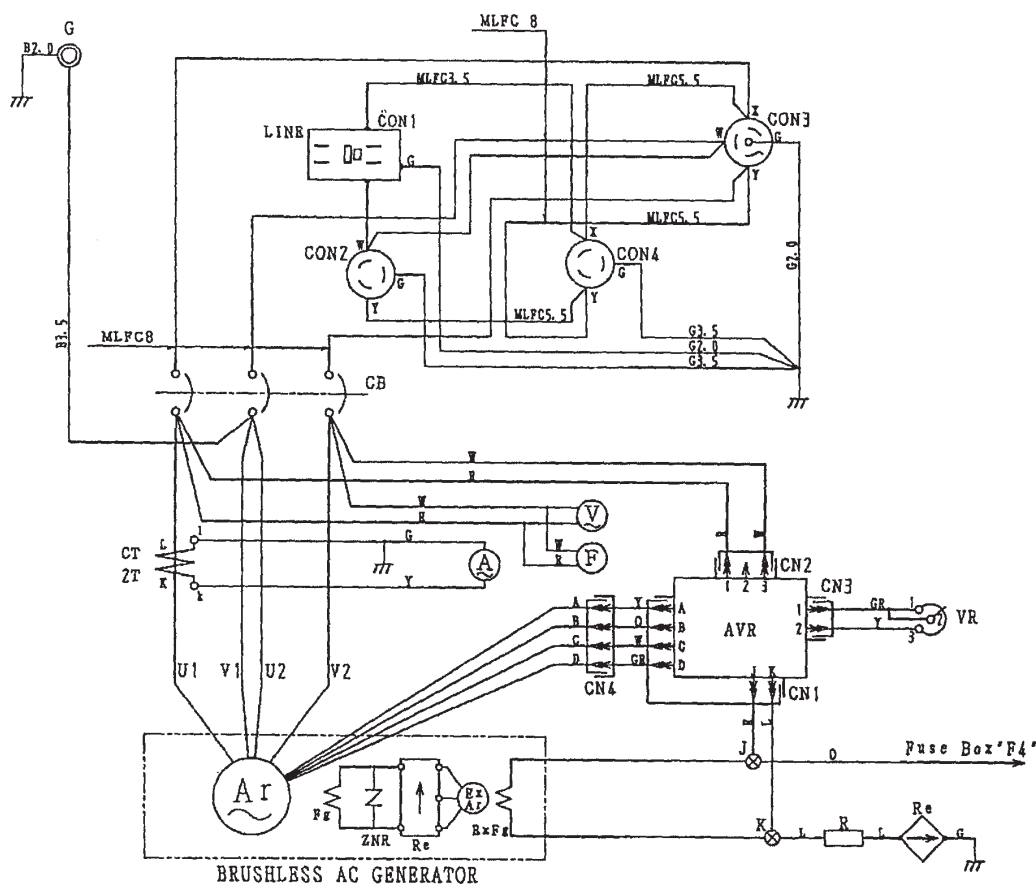 G
B2.0
MLFC 8
MLFC3.5
MLFC5.5
X
CON3
LINE
CON1
W
G
G
Y
MLFC5.5
W
X
CON2
CON4
G
G
G2.0
Y
Y
MLFC5.5
B3.5
MLFC8
G3.5
G2.0
G3.5
CB
W
R
W
V
R
1
G
W
L
CT
F
R
2T
A
K
k
Y
CN2
CN3
1 2 3
A
Y
A
1
GR
1
B
O
B
AVR
2
VR
C
W
C
2
Y
3
D
GR
D
U1
V1
U2
V2
J K
CN4
CN1
R
L
J
O
Fuse Box"F4"
Ar
Fg
Ex
Ar
ZNR
Re
ExFg
K
L
R
L
Re
G
BRUSHLESS AC GENERATOR